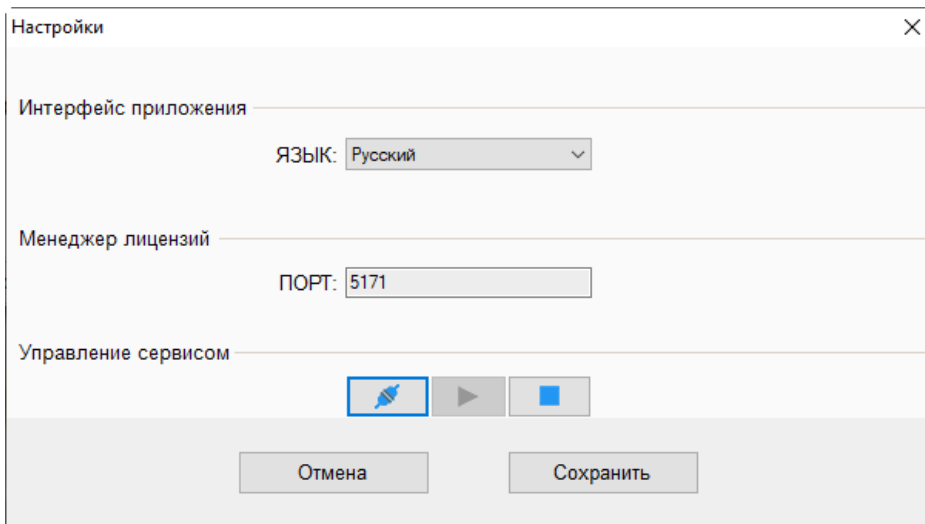 Настройки
Интерфейс приложения
ЯЗЫК: Русский
Менеджер лицензий
ПОРТ: 5171
Управление сервисом
Отмена Сохранить